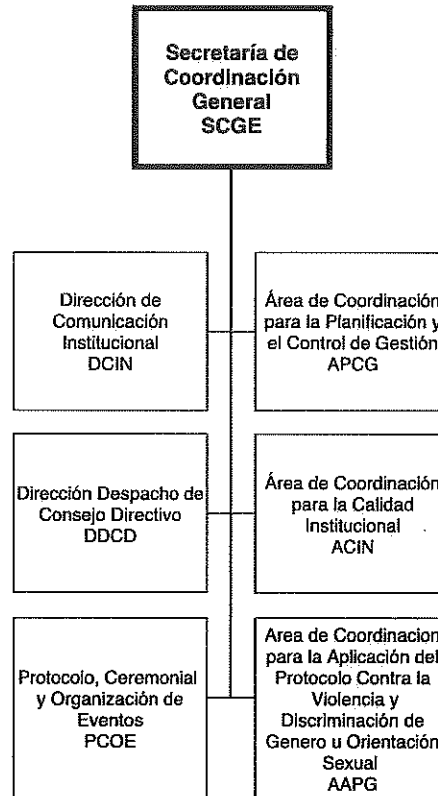 Secretaría de
Coordinación
General
SCGE
Dirección de
Comunicación
Institucional
DCIN
Área de Coordinación
para la Planificación y
el Control de Gestión
APCG
Dirección Despacho de
Consejo Directivo
DDCD
Área de Coordinación
para la Calidad
Institucional
ACIN
Protocolo, Ceremonial
y Organización de
Eventos
PCOE
Area de Coordinacion
para la Aplicación del
Protocolo Contra la
Violencia y
Discriminación de
Genero u Orientación
Sexual
AAPG